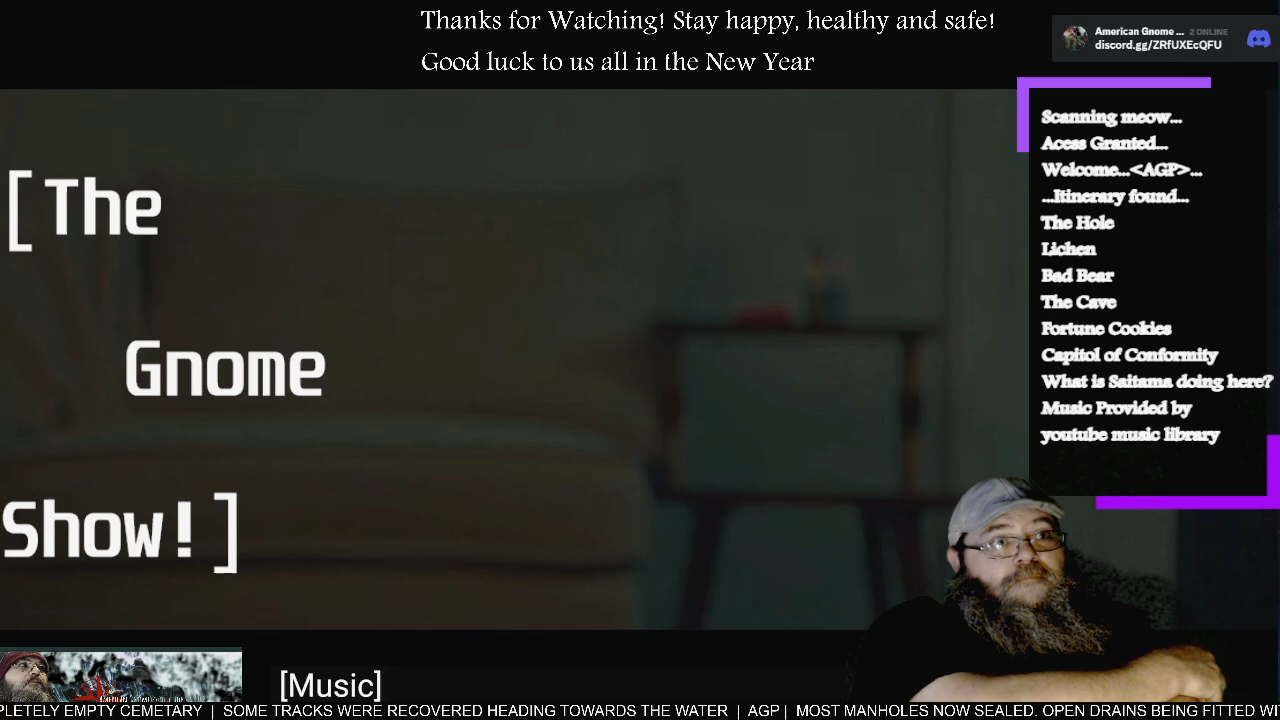 Thanks for Watching! Stay happy, healthy and safe!
Good luck to us all in the New Year
American Gnome ... 2 ONLINE
discord.gg/ZRfUXEcQFU
[The
Gnome
Show!]
Scanning meow...
Acess Granted...
Welcome...<AGP>...
...Itinerary found...
The Hole
Lichen
Bad Bear
The Cave
Fortune Cookies
Capitol of Conformity
What is Saitama doing here?
Music Provided by
youtube music library
[Music]
PLETELY EMPTY CEMETARY | SOME TRACKS WERE RECOVERED HEADING TOWARDS THE WATER | AGP | MOST MANHOLES NOW SEALED. OPEN DRAINS BEING FITTED WI